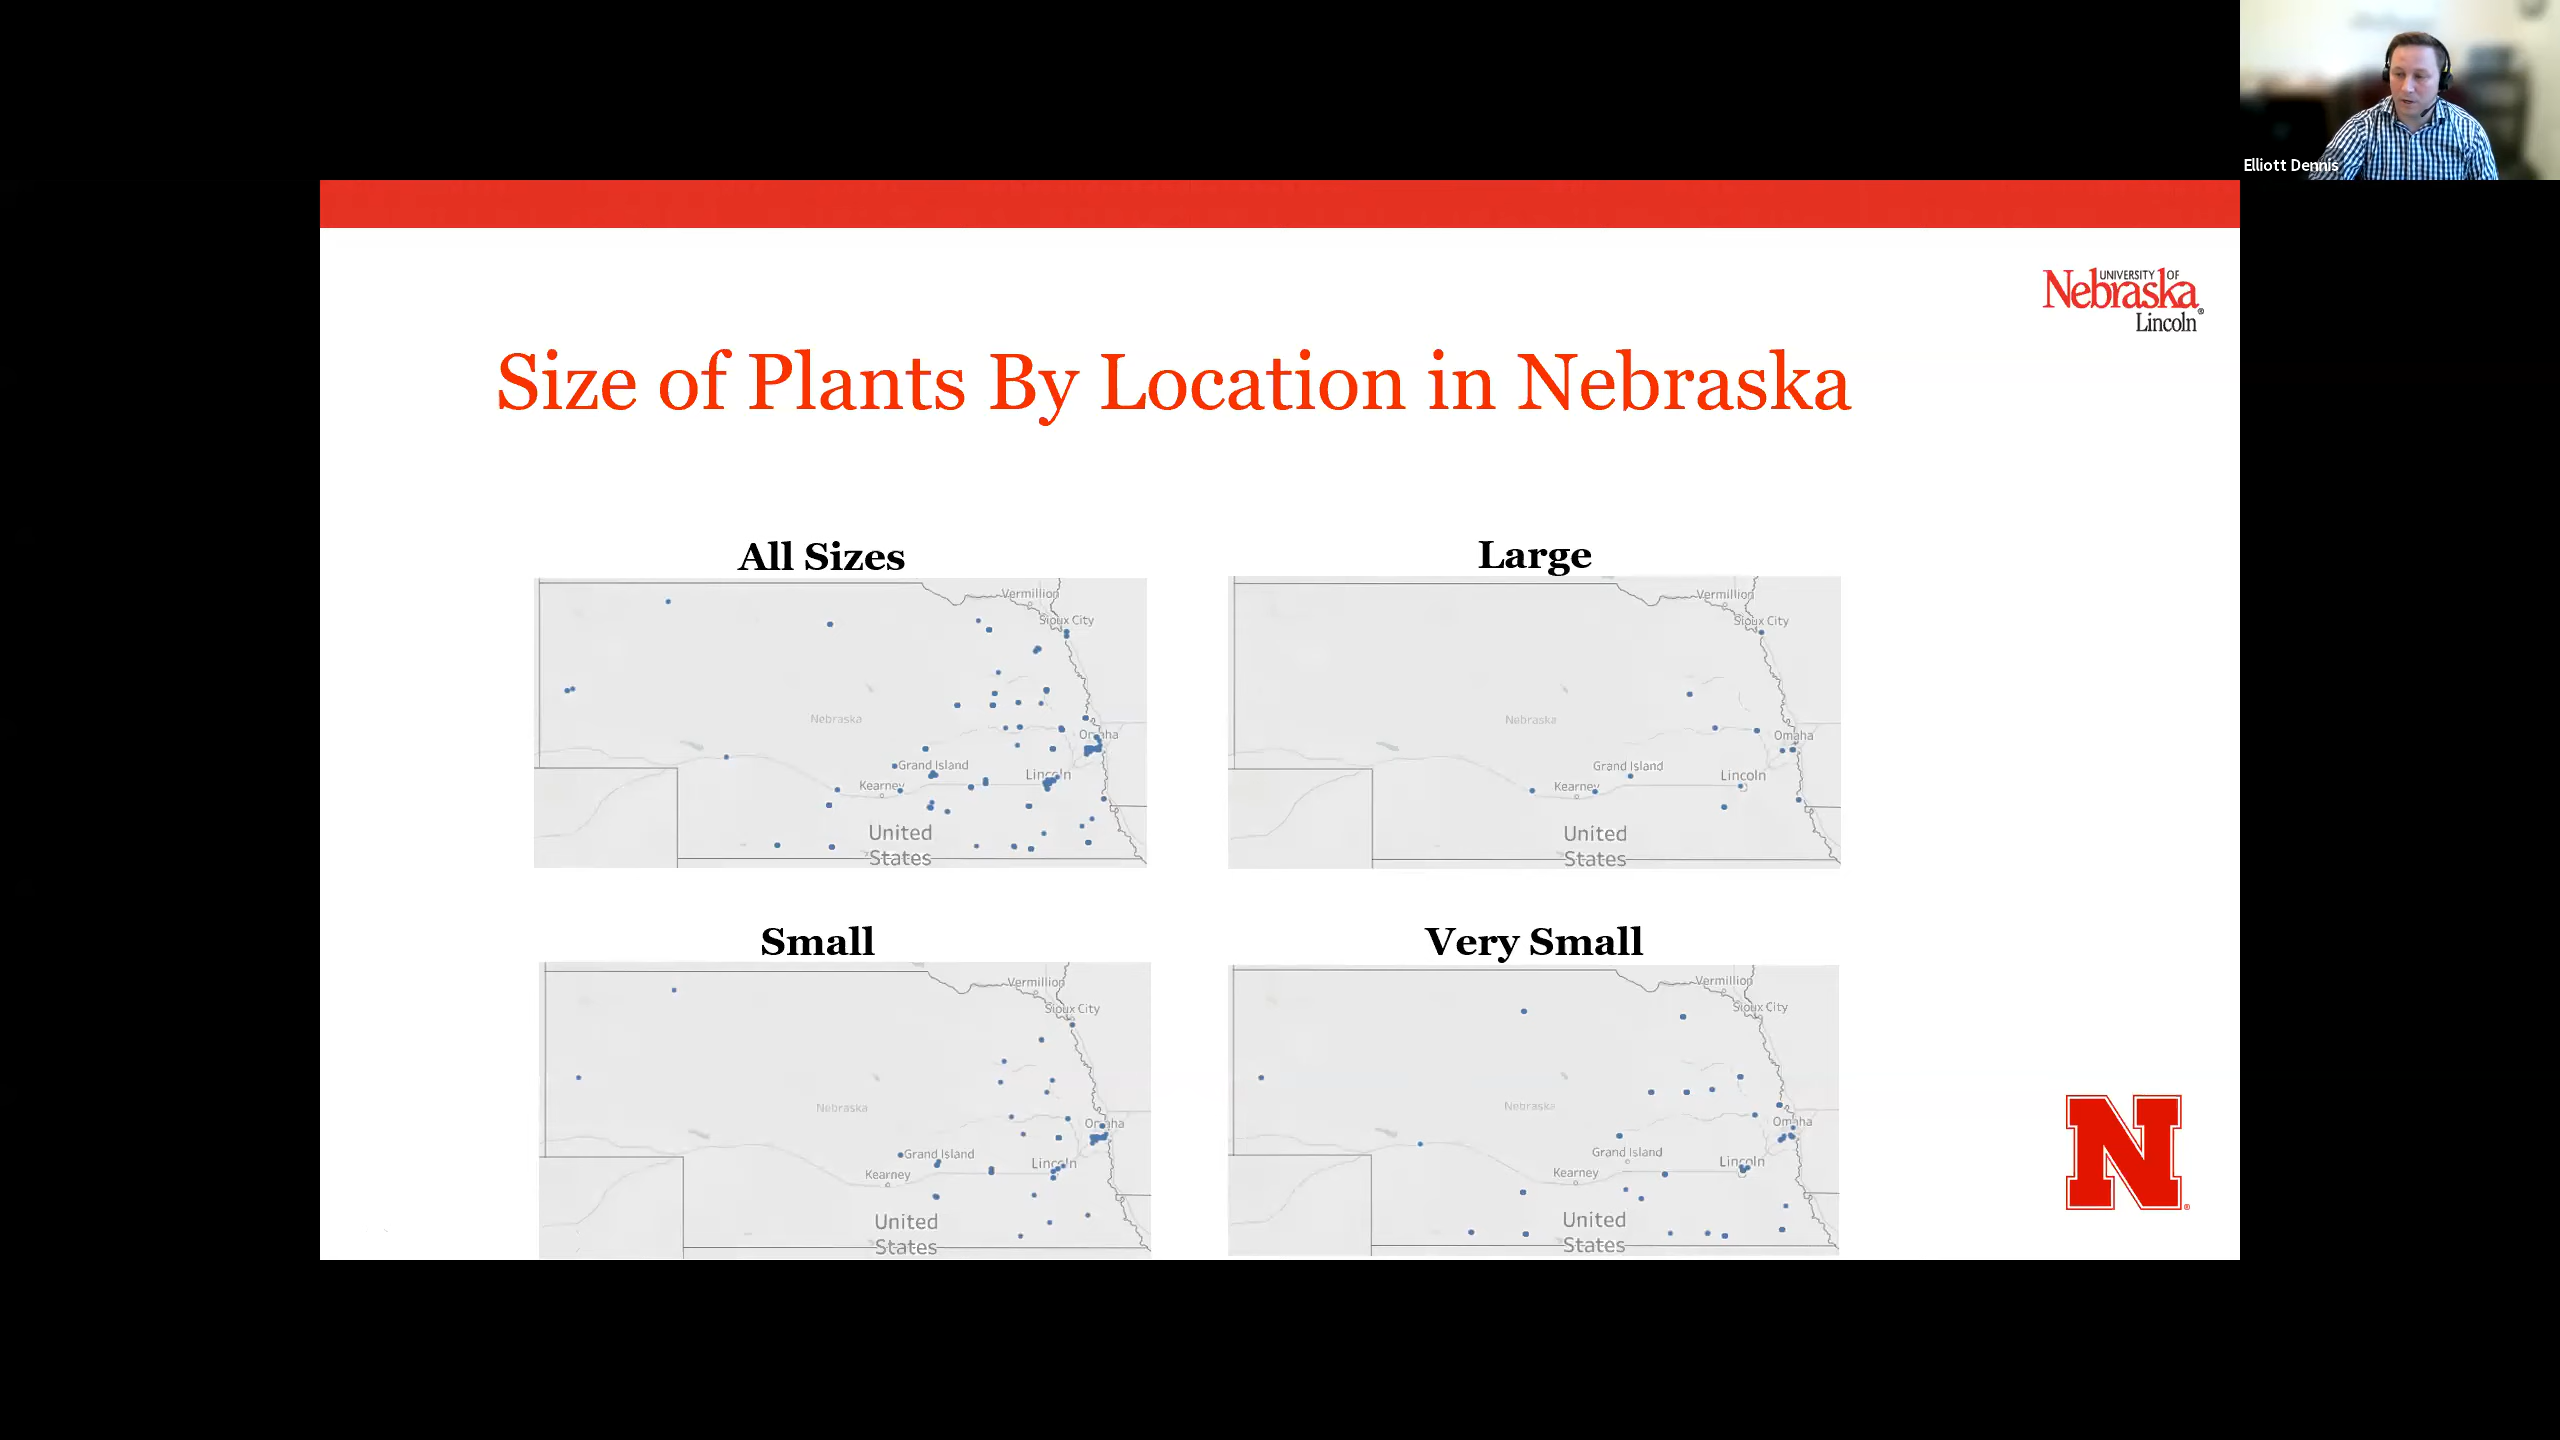 Elliott Dennis
UNIVERSITY OF
Nebraska
Lincoln®
Size of Plants By Location in Nebraska
All Sizes
Vermillion
Sioux City
Nebraska
Omaha
Grand Island
Lincoln
Kearney
United
States
Large
Vermillion
Sioux City
Nebraska
Omaha
Grand Island
Lincoln
Kearney
United
States
Small
Vermillion
Sioux City
Nebraska
Omaha
Grand Island
Lincoln
Kearney
United
States
Very Small
Vermillion
Sioux City
Nebraska
Omaha
Grand Island
Lincoln
Kearney
United
States
N®